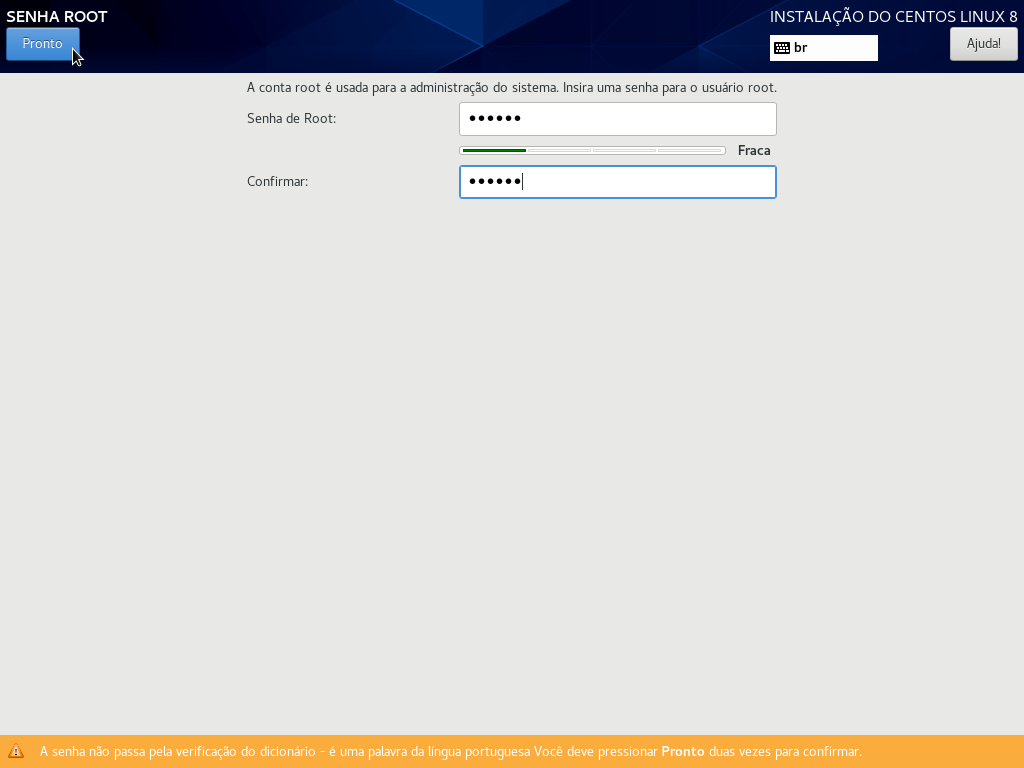 SENHA ROOT
INSTALAÇÃO DO CENTOS LINUX 8
Pronto
br
Ajuda!
A conta root é usada para a administração do sistema. Insira uma senha para o usuário root.
Senha de Root: ••••••
Fraca
Confirmar: ••••••
A senha não passa pela verificação do dicionário - é uma palavra da língua portuguesa Você deve pressionar Pronto duas vezes para confirmar.